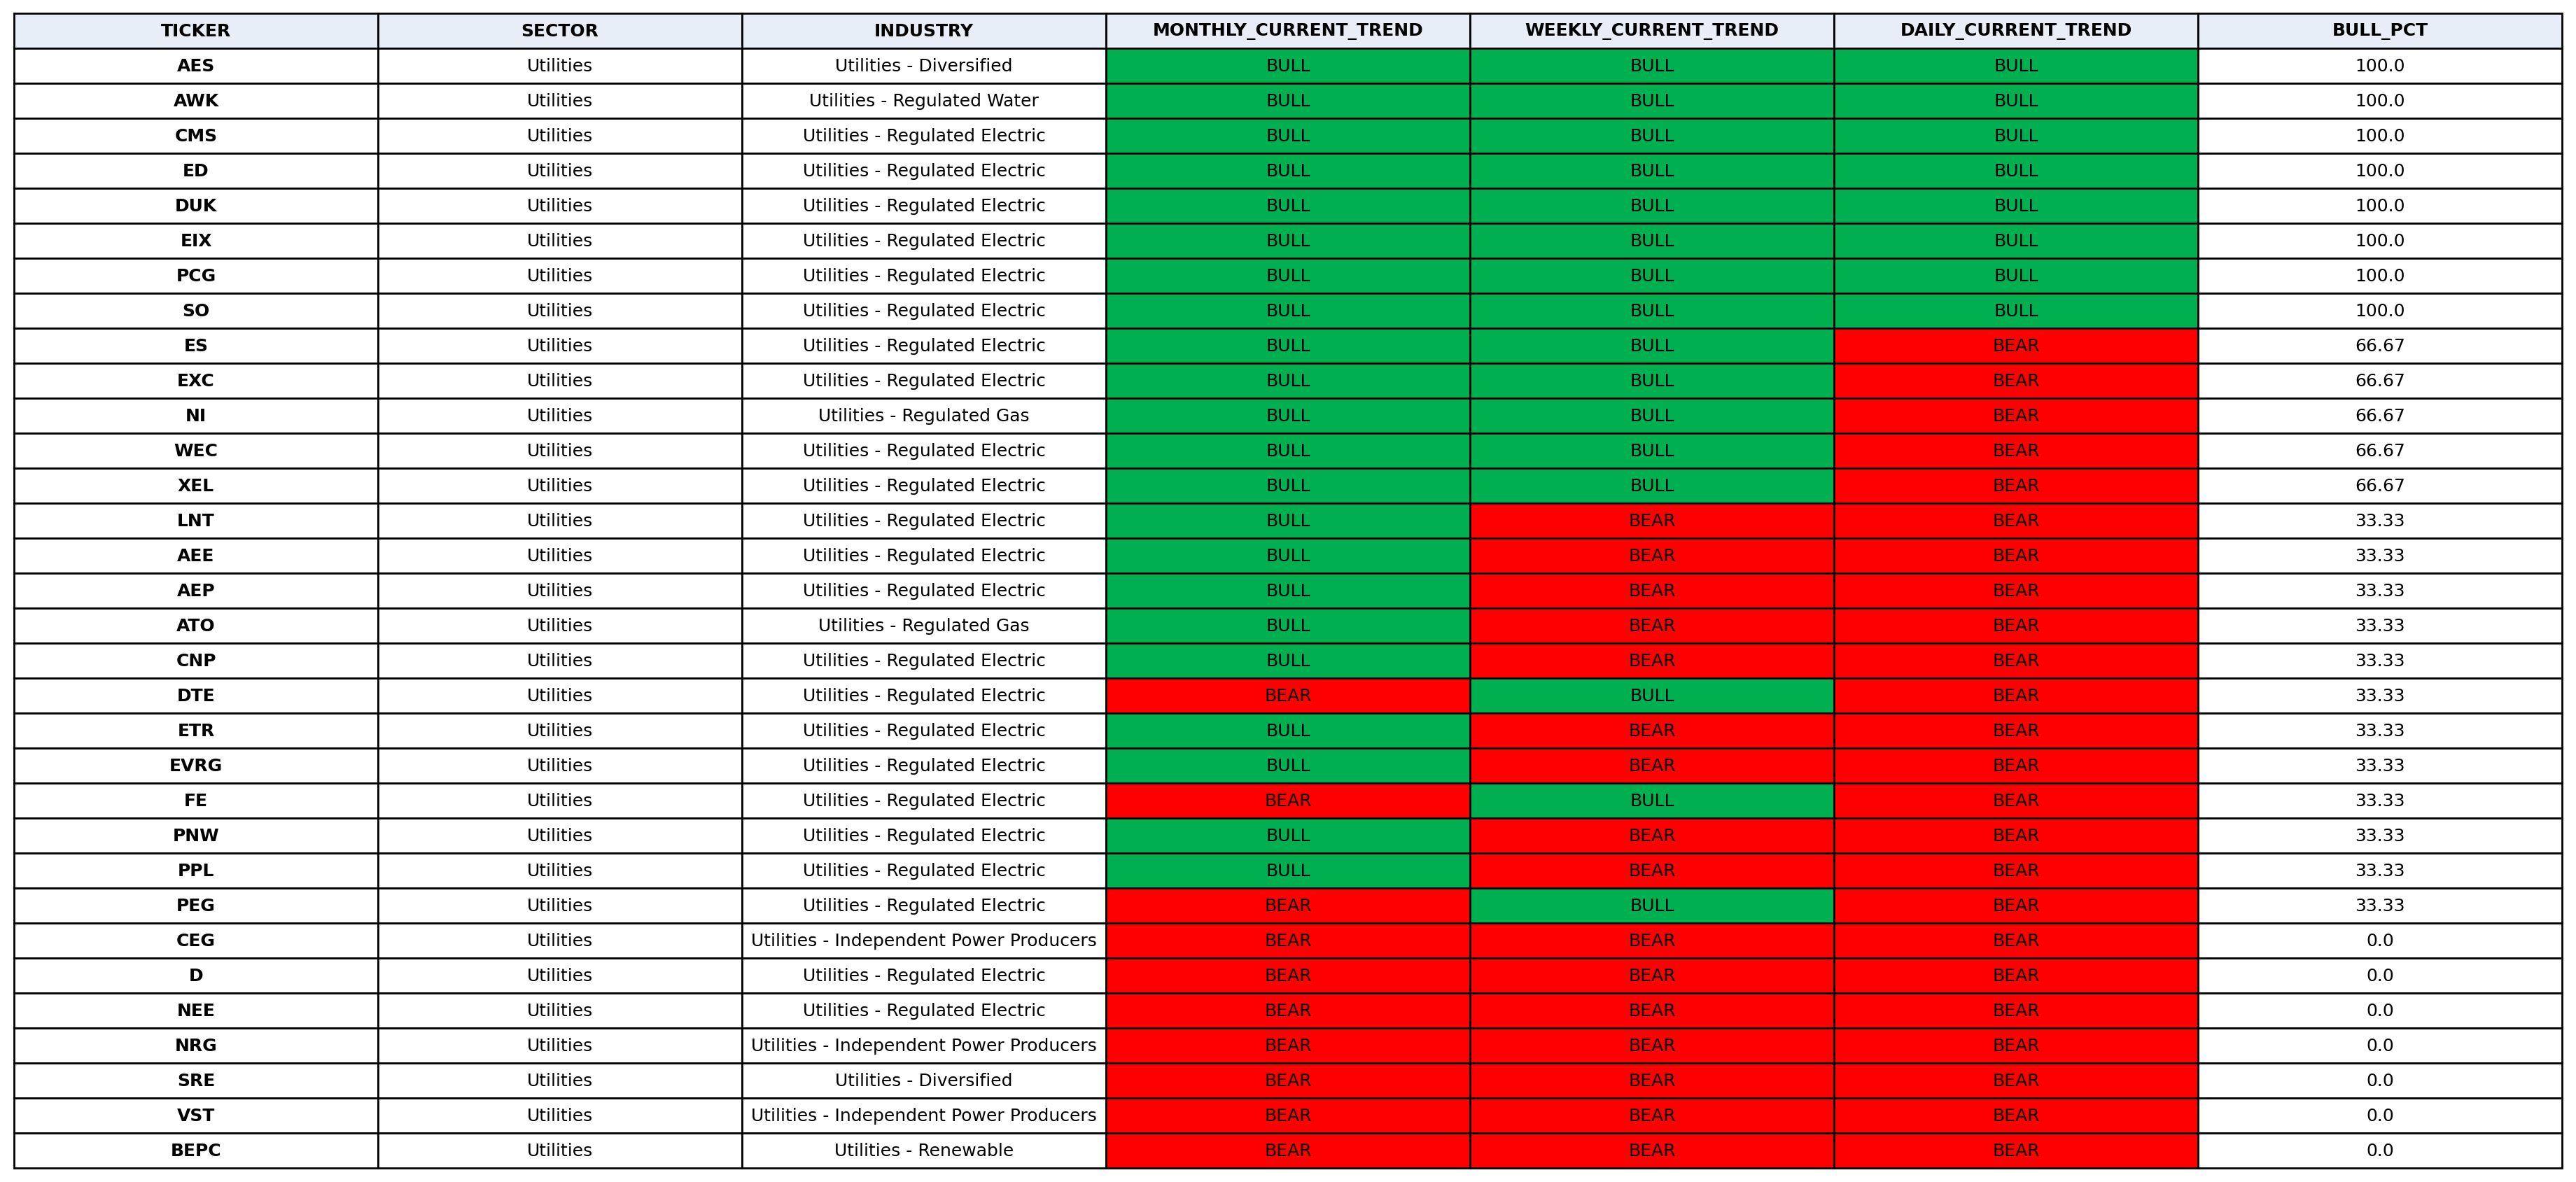 TICKER SECTOR INDUSTRY MONTHLY_CURRENT_TREND WEEKLY_CURRENT_TREND DAILY_CURRENT_TREND BULL_PCT
AES Utilities Utilities - Diversified BULL BULL BULL 100.0
AWK Utilities Utilities - Regulated Water BULL BULL BULL 100.0
CMS Utilities Utilities - Regulated Electric BULL BULL BULL 100.0
ED Utilities Utilities - Regulated Electric BULL BULL BULL 100.0
DUK Utilities Utilities - Regulated Electric BULL BULL BULL 100.0
EIX Utilities Utilities - Regulated Electric BULL BULL BULL 100.0
PCG Utilities Utilities - Regulated Electric BULL BULL BULL 100.0
SO Utilities Utilities - Regulated Electric BULL BULL BULL 100.0
ES Utilities Utilities - Regulated Electric BULL BULL BEAR 66.67
EXC Utilities Utilities - Regulated Electric BULL BULL BEAR 66.67
NI Utilities Utilities - Regulated Gas BULL BULL BEAR 66.67
WEC Utilities Utilities - Regulated Electric BULL BULL BEAR 66.67
XEL Utilities Utilities - Regulated Electric BULL BULL BEAR 66.67
LNT Utilities Utilities - Regulated Electric BULL BEAR BEAR 33.33
AEE Utilities Utilities - Regulated Electric BULL BEAR BEAR 33.33
AEP Utilities Utilities - Regulated Electric BULL BEAR BEAR 33.33
ATO Utilities Utilities - Regulated Gas BULL BEAR BEAR 33.33
CNP Utilities Utilities - Regulated Electric BULL BEAR BEAR 33.33
DTE Utilities Utilities - Regulated Electric BEAR BULL BEAR 33.33
ETR Utilities Utilities - Regulated Electric BULL BEAR BEAR 33.33
EVRG Utilities Utilities - Regulated Electric BULL BEAR BEAR 33.33
FE Utilities Utilities - Regulated Electric BEAR BULL BEAR 33.33
PNW Utilities Utilities - Regulated Electric BULL BEAR BEAR 33.33
PPL Utilities Utilities - Regulated Electric BULL BEAR BEAR 33.33
PEG Utilities Utilities - Regulated Electric BEAR BULL BEAR 33.33
CEG Utilities Utilities - Independent Power Producers BEAR BEAR BEAR 0.0
D Utilities Utilities - Regulated Electric BEAR BEAR BEAR 0.0
NEE Utilities Utilities - Regulated Electric BEAR BEAR BEAR 0.0
NRG Utilities Utilities - Independent Power Producers BEAR BEAR BEAR 0.0
SRE Utilities Utilities - Diversified BEAR BEAR BEAR 0.0
VST Utilities Utilities - Independent Power Producers BEAR BEAR BEAR 0.0
BEPC Utilities Utilities - Renewable BEAR BEAR BEAR 0.0